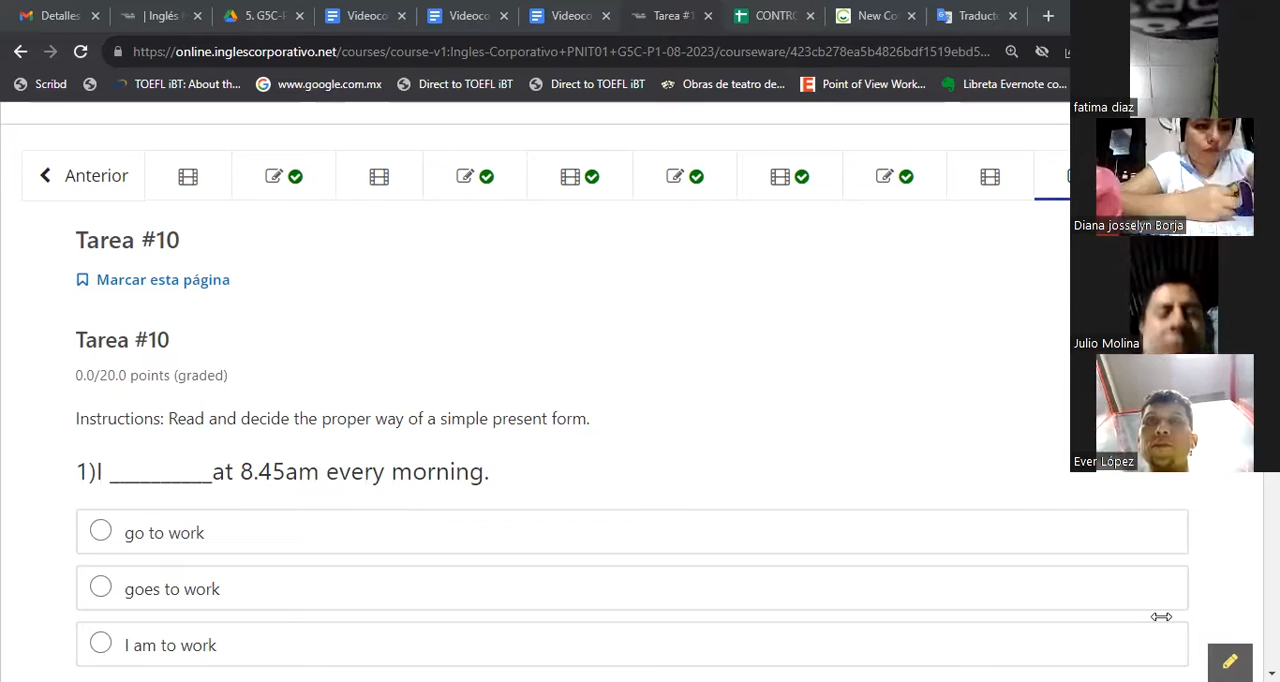 Detalles
| Inglés I
5. G5C-F
Videoco
Videoco
Videoco
Tarea #1
CONTRO
New Co
Traducto
https://online.inglescorporativo.net/courses/course-v1:Ingles-Corporativo+PNIT01+G5C-P1-08-2023/courseware/423cb278ea5b4826bdf1519ebd5...
Scribd
TOEFL iBT: About th...
www.google.com.mx
Direct to TOEFL iBT
Direct to TOEFL iBT
Obras de teatro de...
Point of View Work...
Libreta Evernote co...
fatima diaz
Diana josselyn Borja
Julio Molina
Ever López
Anterior
Tarea #10
Marcar esta página
Tarea #10
0.0/20.0 points (graded)
Instructions: Read and decide the proper way of a simple present form.
1)I __________at 8.45am every morning.
go to work
goes to work
I am to work